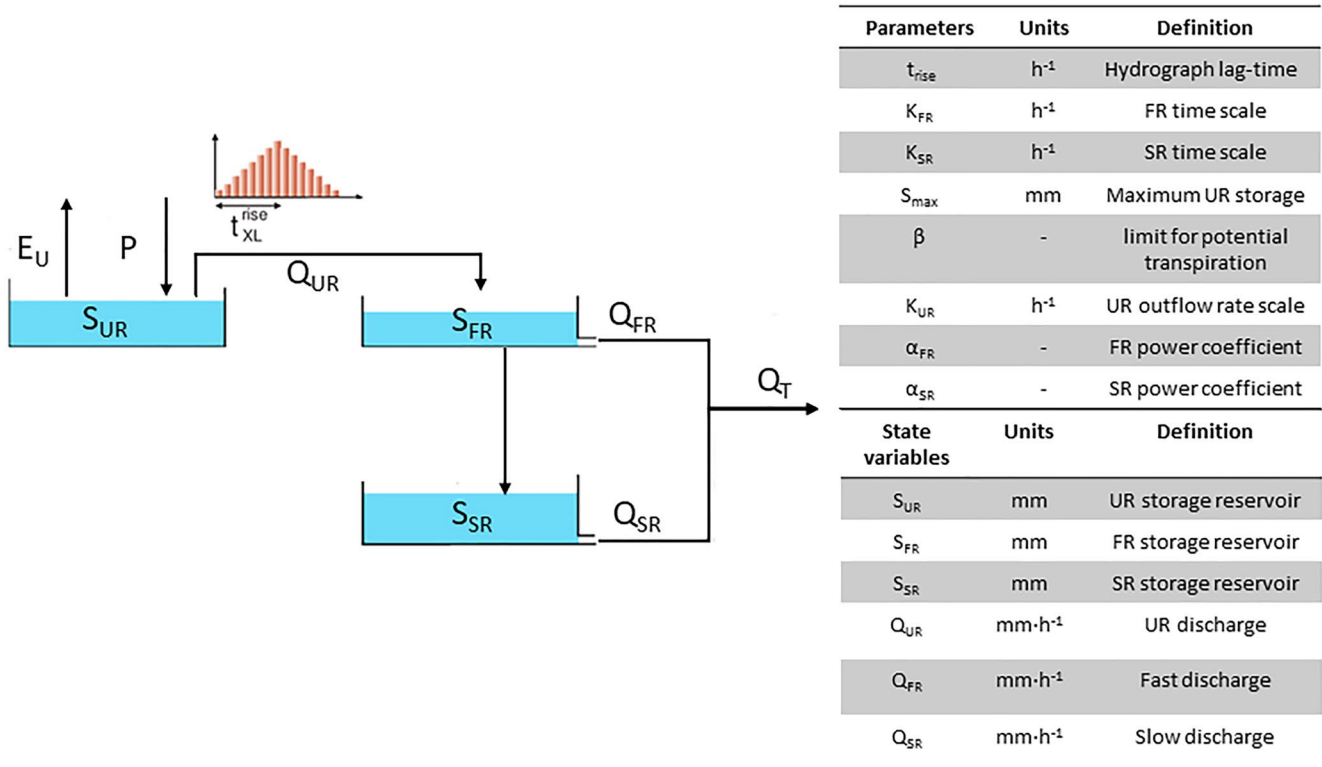 t_XL^rise
E_U
P
Q_UR
S_UR
S_FR
Q_FR
Q_T
S_SR
Q_SR
Parameters Units Definition
t_rise h⁻¹ Hydrograph lag-time
K_FR h⁻¹ FR time scale
K_SR h⁻¹ SR time scale
S_max mm Maximum UR storage
β - limit for potential
transpiration
K_UR h⁻¹ UR outflow rate scale
α_FR - FR power coefficient
α_SR - SR power coefficient
State Units Definition
variables
S_UR mm UR storage reservoir
S_FR mm FR storage reservoir
S_SR mm SR storage reservoir
Q_UR mm·h⁻¹ UR discharge
Q_FR mm·h⁻¹ Fast discharge
Q_SR mm·h⁻¹ Slow discharge